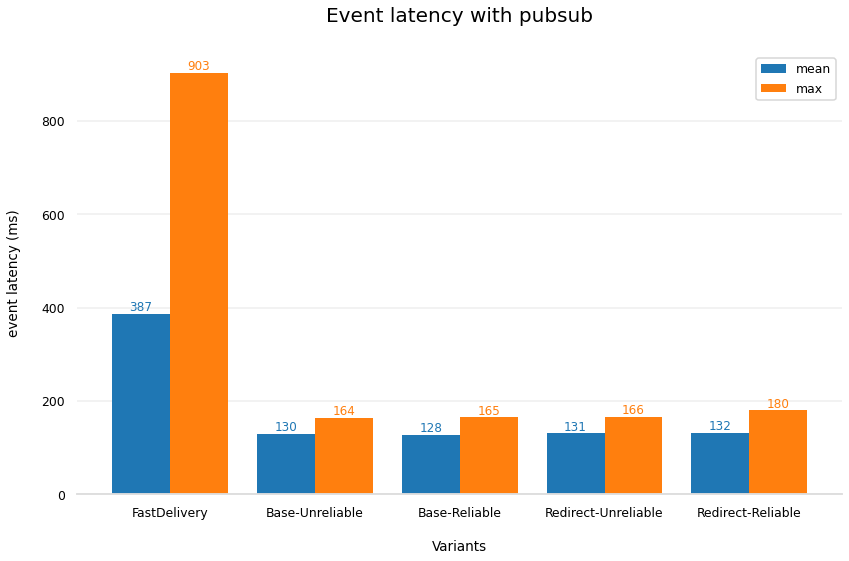 Event latency with pubsub
mean
max
event latency (ms)
800
600
400
200
0
903
387
130
164
128
165
131
166
132
180
FastDelivery
Base-Unreliable
Base-Reliable
Redirect-Unreliable
Redirect-Reliable
Variants